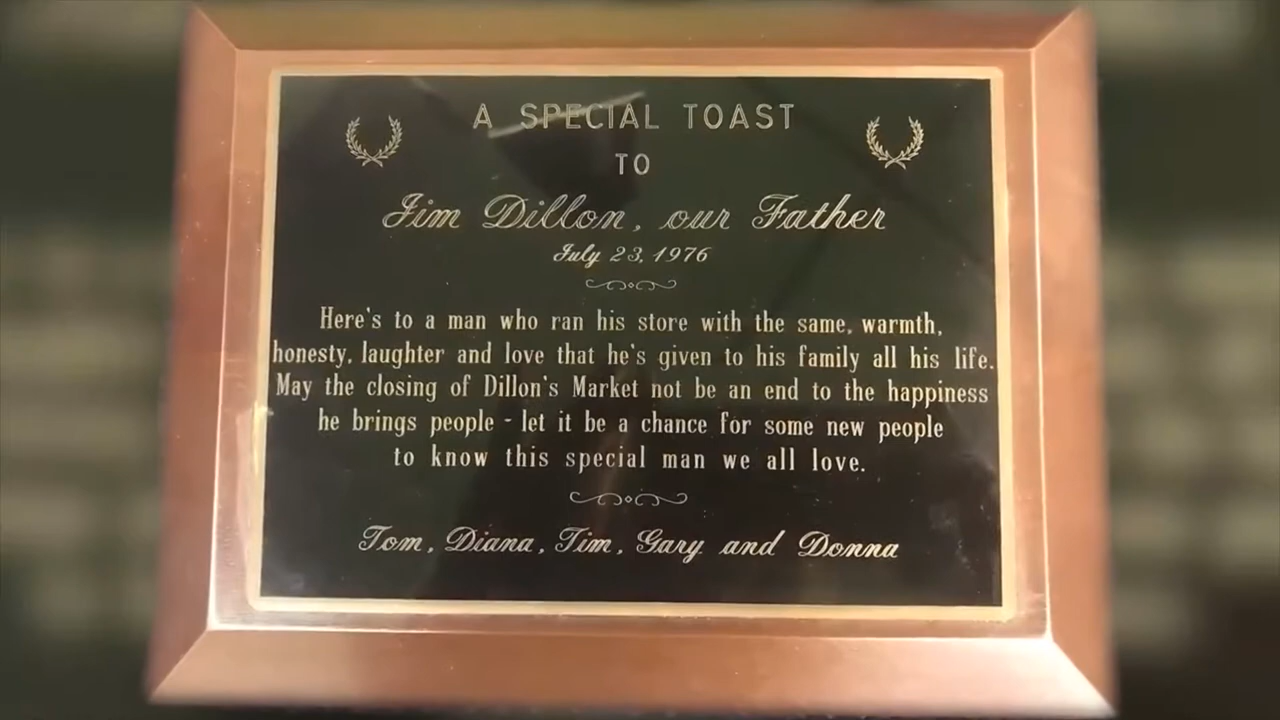 A SPECIAL TOAST
TO
Jim Dillon, our Father
July 23, 1976
Here's to a man who ran his store with the same, warmth,
honesty, laughter and love that he's given to his family all his life.
May the closing of Dillon's Market not be an end to the happiness
he brings people - let it be a chance for some new people
to know this special man we all love.
Tom, Diana, Tim, Gary and Donna